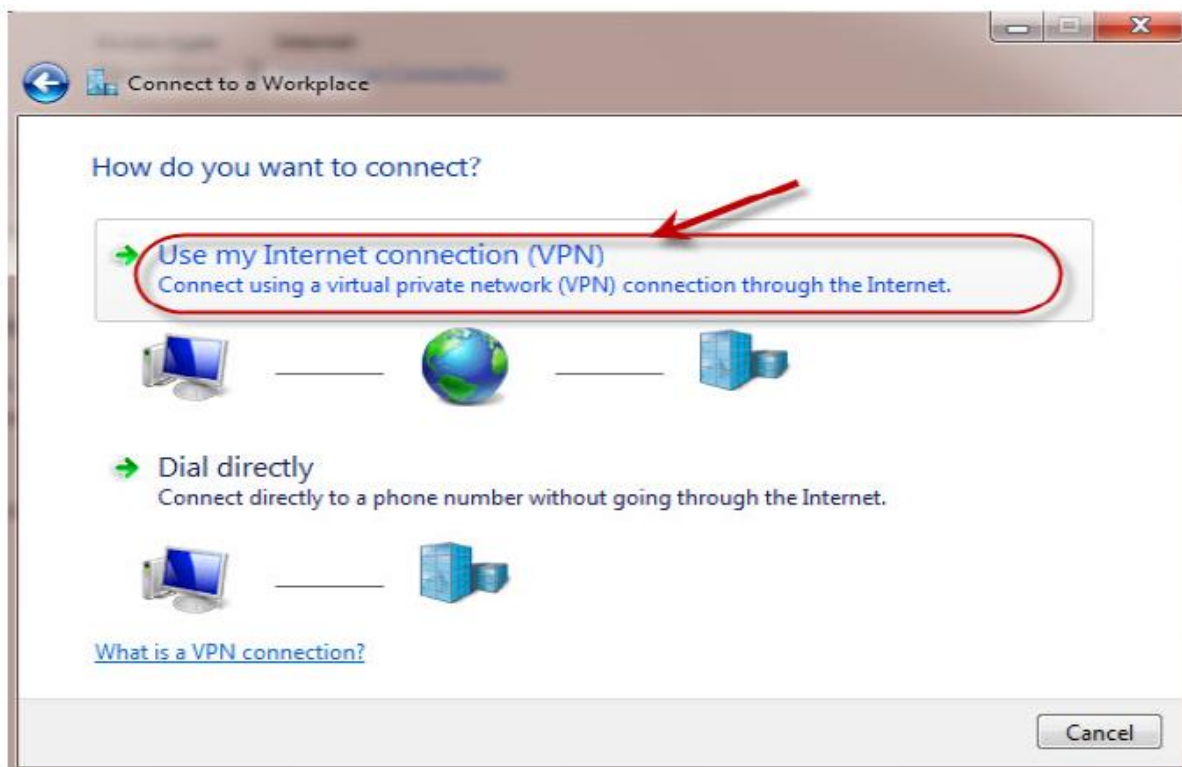 Connect to a Workplace
How do you want to connect?
Use my Internet connection (VPN)
Connect using a virtual private network (VPN) connection through the Internet.
Dial directly
Connect directly to a phone number without going through the Internet.
What is a VPN connection?
Cancel